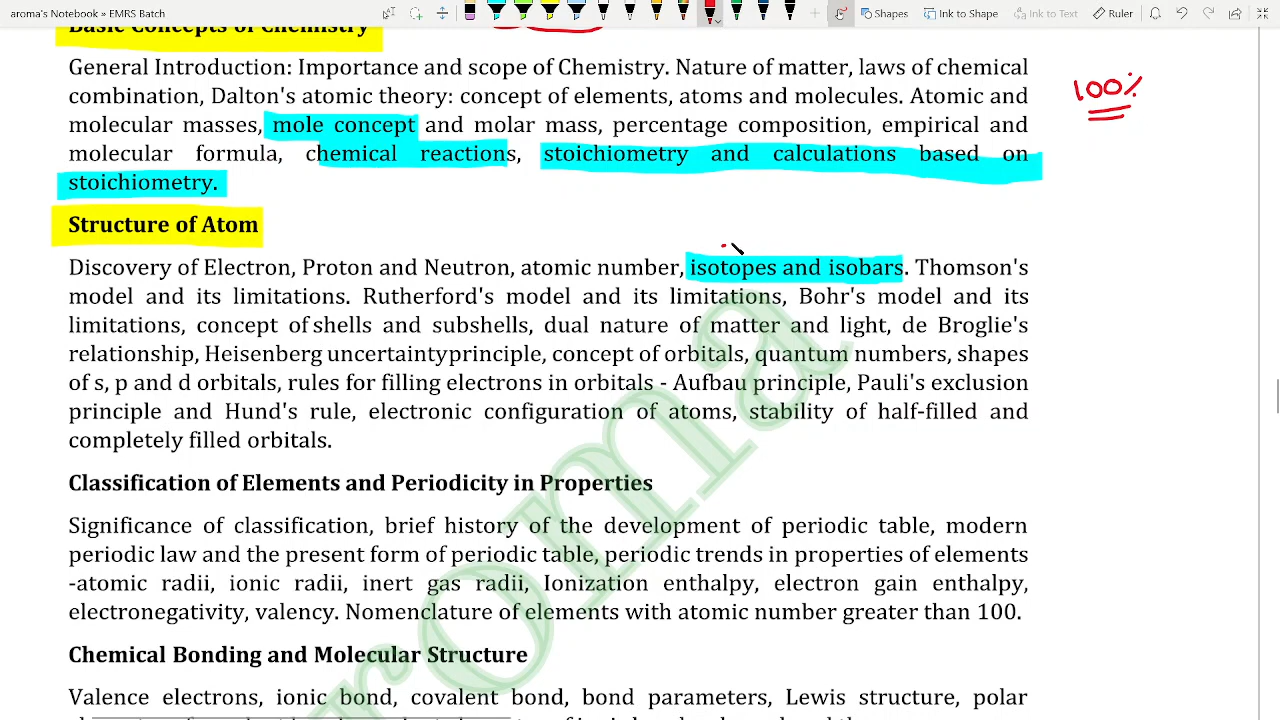 aroma's Notebook » EMRS Batch
Shapes
Ink to Shape
Ink to Text
Ruler
Basic Concepts of Chemistry
General Introduction: Importance and scope of Chemistry. Nature of matter, laws of chemical
combination, Dalton's atomic theory: concept of elements, atoms and molecules. Atomic and
molecular masses, mole concept and molar mass, percentage composition, empirical and
molecular formula, chemical reactions, stoichiometry and calculations based on
stoichiometry.
100%
Structure of Atom
Discovery of Electron, Proton and Neutron, atomic number, isotopes and isobars. Thomson's
model and its limitations. Rutherford's model and its limitations, Bohr's model and its
limitations, concept of shells and subshells, dual nature of matter and light, de Broglie's
relationship, Heisenberg uncertaintyprinciple, concept of orbitals, quantum numbers, shapes
of s, p and d orbitals, rules for filling electrons in orbitals - Aufbau principle, Pauli's exclusion
principle and Hund's rule, electronic configuration of atoms, stability of half-filled and
completely filled orbitals.
Classification of Elements and Periodicity in Properties
Significance of classification, brief history of the development of periodic table, modern
periodic law and the present form of periodic table, periodic trends in properties of elements
-atomic radii, ionic radii, inert gas radii, Ionization enthalpy, electron gain enthalpy,
electronegativity, valency. Nomenclature of elements with atomic number greater than 100.
Chemical Bonding and Molecular Structure
Valence electrons, ionic bond, covalent bond, bond parameters, Lewis structure, polar
roma